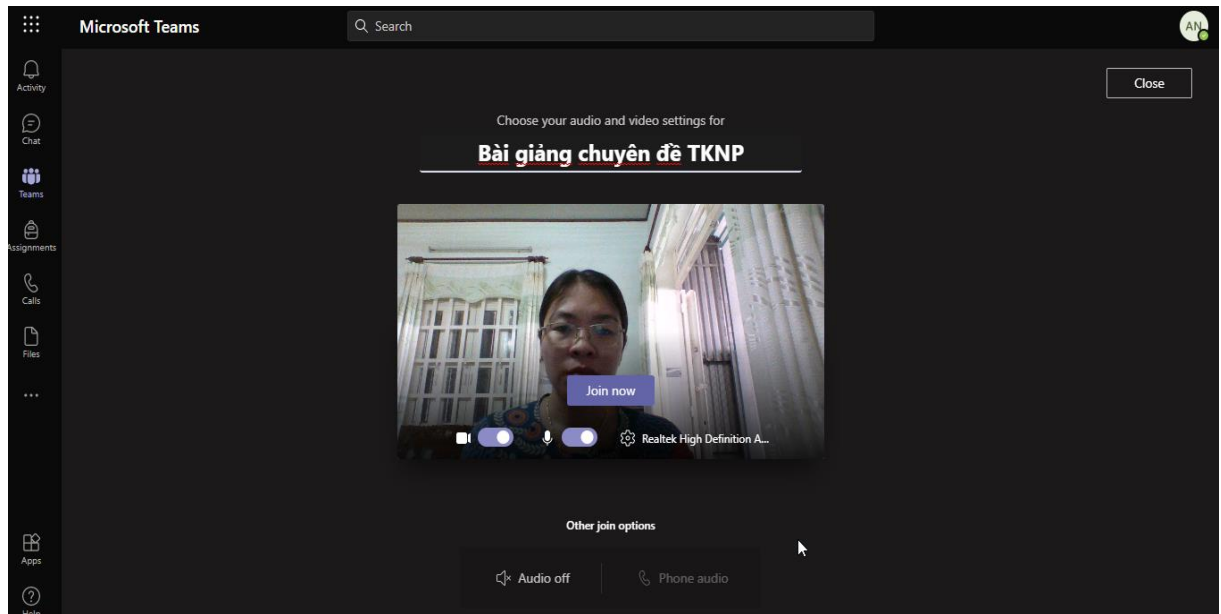 Microsoft Teams
Search
AN
Activity
Chat
Teams
Assignments
Calls
Files
Apps
Help
Close
Choose your audio and video settings for
Bài giảng chuyên đề TKNP
Join now
Realtek High Definition A...
Other join options
Audio off
Phone audio